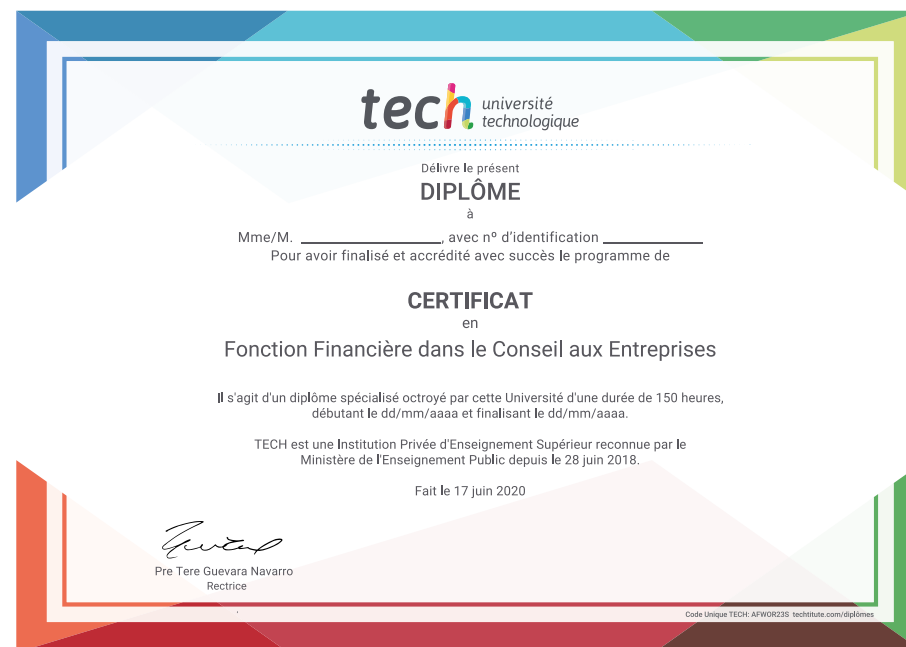 tech université
technologique
Délivre le présent
DIPLÔME
à
Mme/M. ____________________, avec nº d'identification ______________
Pour avoir finalisé et accrédité avec succès le programme de
CERTIFICAT
en
Fonction Financière dans le Conseil aux Entreprises
Il s'agit d'un diplôme spécialisé octroyé par cette Université d'une durée de 150 heures,
débutant le dd/mm/aaaa et finalisant le dd/mm/aaaa.
TECH est une Institution Privée d'Enseignement Supérieur reconnue par le
Ministère de l'Enseignement Public depuis le 28 juin 2018.
Fait le 17 juin 2020
Pre Tere Guevara Navarro
Rectrice
Code Unique TECH: AFWOR23S techtitute.com/diplômes